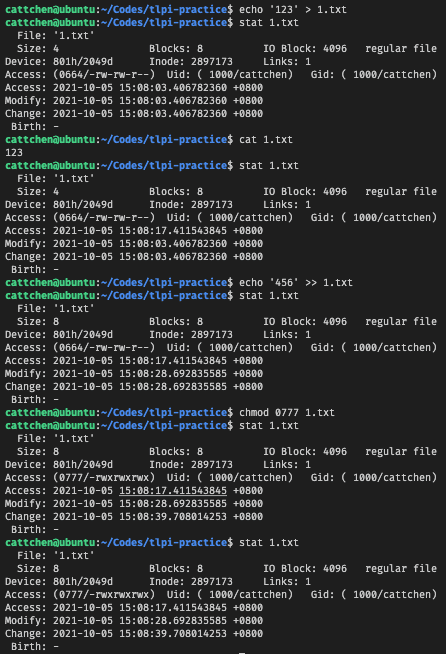 cattchen@ubuntu:~/Codes/tlpi-practice$ echo '123' > 1.txt
cattchen@ubuntu:~/Codes/tlpi-practice$ stat 1.txt
  File: '1.txt'
  Size: 4               Blocks: 8          IO Block: 4096   regular file
Device: 801h/2049d      Inode: 2897173     Links: 1
Access: (0664/-rw-rw-r--)  Uid: ( 1000/cattchen)   Gid: ( 1000/cattchen)
Access: 2021-10-05 15:08:03.406782360 +0800
Modify: 2021-10-05 15:08:03.406782360 +0800
Change: 2021-10-05 15:08:03.406782360 +0800
 Birth: -
cattchen@ubuntu:~/Codes/tlpi-practice$ cat 1.txt
123
cattchen@ubuntu:~/Codes/tlpi-practice$ stat 1.txt
  File: '1.txt'
  Size: 4               Blocks: 8          IO Block: 4096   regular file
Device: 801h/2049d      Inode: 2897173     Links: 1
Access: (0664/-rw-rw-r--)  Uid: ( 1000/cattchen)   Gid: ( 1000/cattchen)
Access: 2021-10-05 15:08:17.411543845 +0800
Modify: 2021-10-05 15:08:03.406782360 +0800
Change: 2021-10-05 15:08:03.406782360 +0800
 Birth: -
cattchen@ubuntu:~/Codes/tlpi-practice$ echo '456' >> 1.txt
cattchen@ubuntu:~/Codes/tlpi-practice$ stat 1.txt
  File: '1.txt'
  Size: 8               Blocks: 8          IO Block: 4096   regular file
Device: 801h/2049d      Inode: 2897173     Links: 1
Access: (0664/-rw-rw-r--)  Uid: ( 1000/cattchen)   Gid: ( 1000/cattchen)
Access: 2021-10-05 15:08:17.411543845 +0800
Modify: 2021-10-05 15:08:28.692835585 +0800
Change: 2021-10-05 15:08:28.692835585 +0800
 Birth: -
cattchen@ubuntu:~/Codes/tlpi-practice$ chmod 0777 1.txt
cattchen@ubuntu:~/Codes/tlpi-practice$ stat 1.txt
  File: '1.txt'
  Size: 8               Blocks: 8          IO Block: 4096   regular file
Device: 801h/2049d      Inode: 2897173     Links: 1
Access: (0777/-rwxrwxrwx)  Uid: ( 1000/cattchen)   Gid: ( 1000/cattchen)
Access: 2021-10-05 15:08:17.411543845 +0800
Modify: 2021-10-05 15:08:28.692835585 +0800
Change: 2021-10-05 15:08:39.708014253 +0800
 Birth: -
cattchen@ubuntu:~/Codes/tlpi-practice$ stat 1.txt
  File: '1.txt'
  Size: 8               Blocks: 8          IO Block: 4096   regular file
Device: 801h/2049d      Inode: 2897173     Links: 1
Access: (0777/-rwxrwxrwx)  Uid: ( 1000/cattchen)   Gid: ( 1000/cattchen)
Access: 2021-10-05 15:08:17.411543845 +0800
Modify: 2021-10-05 15:08:28.692835585 +0800
Change: 2021-10-05 15:08:39.708014253 +0800
 Birth: -